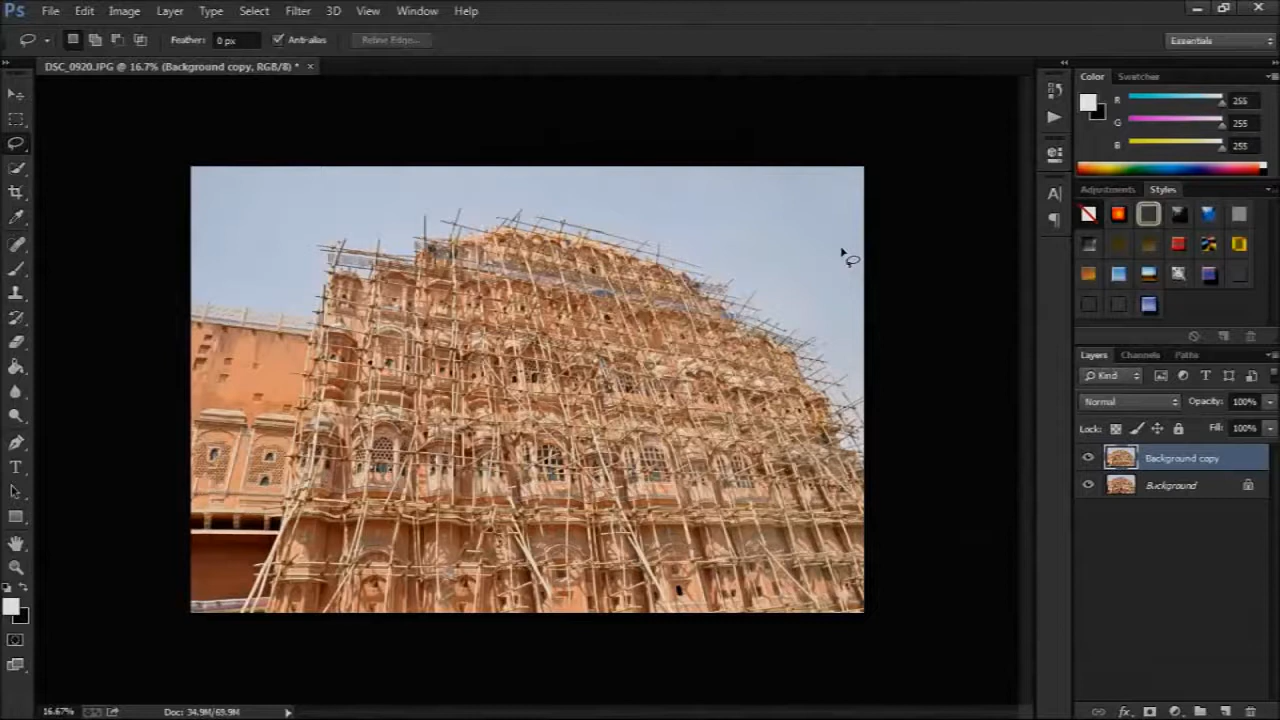 Ps File Edit Image Layer Type Select Filter 3D View Window Help
Feather: 0 px Anti-alias Refine Edge... Essentials
DSC_0920.JPG @ 16.7% (Background copy, RGB/8) * ×
Color Swatches
R 255
G 255
B 255
Adjustments Styles
Layers Channels Paths
Kind
Normal Opacity: 100%
Lock: Fill: 100%
Background copy
Background
16.67% Doc: 34.9M/69.9M